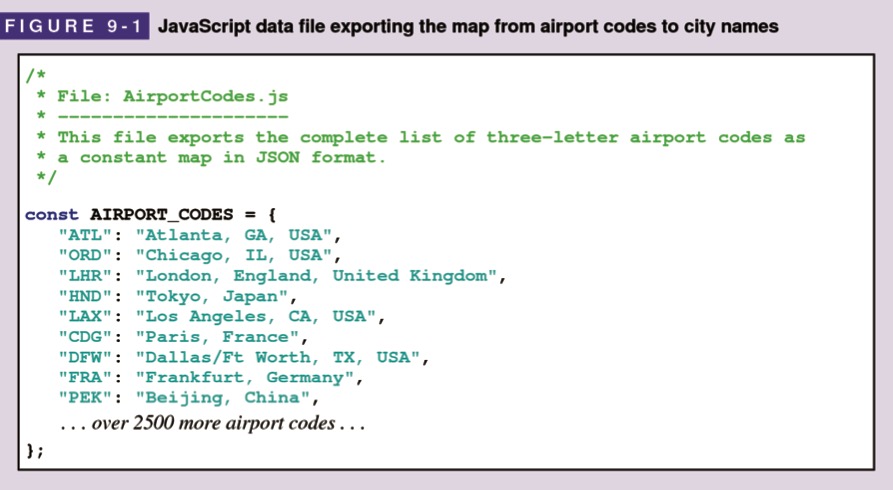 FIGURE 9-1 JavaScript data file exporting the map from airport codes to city names
/*
 * File: AirportCodes.js
 * ---------------------
 * This file exports the complete list of three-letter airport codes as
 * a constant map in JSON format.
 */
const AIRPORT_CODES = {
   "ATL": "Atlanta, GA, USA",
   "ORD": "Chicago, IL, USA",
   "LHR": "London, England, United Kingdom",
   "HND": "Tokyo, Japan",
   "LAX": "Los Angeles, CA, USA",
   "CDG": "Paris, France",
   "DFW": "Dallas/Ft Worth, TX, USA",
   "FRA": "Frankfurt, Germany",
   "PEK": "Beijing, China",
   . . . over 2500 more airport codes . . .
};